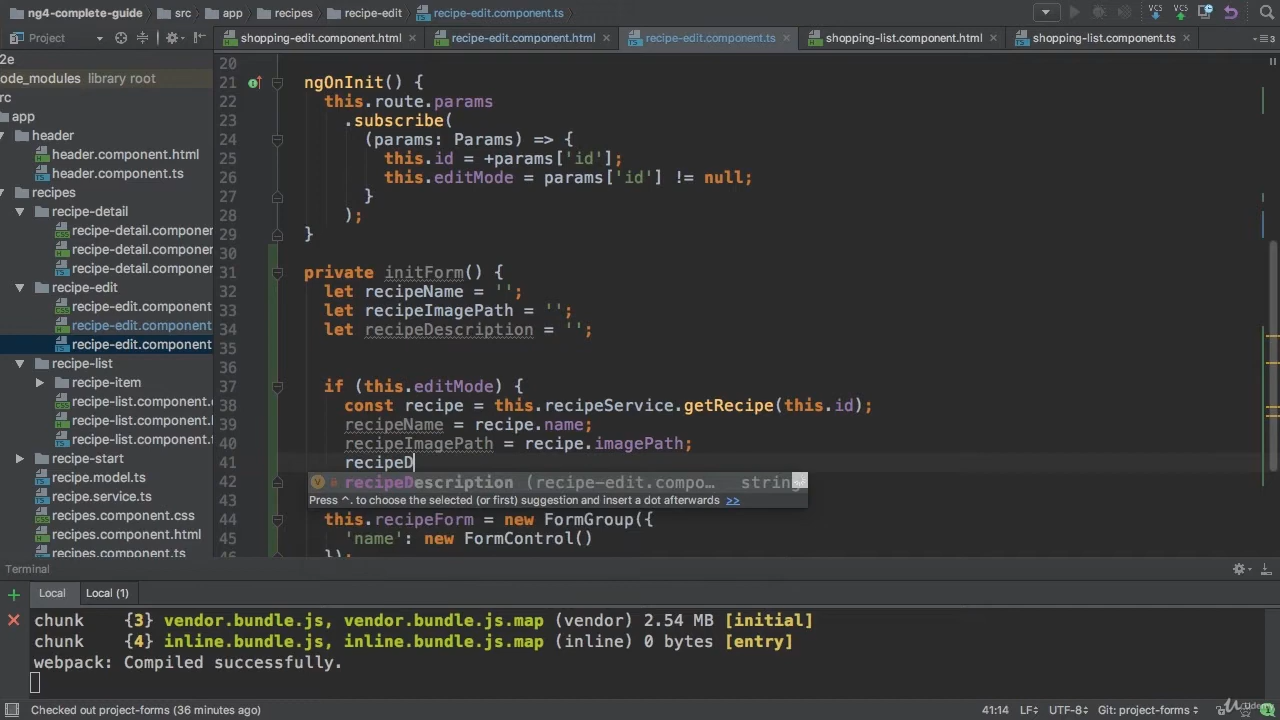 ng4-complete-guide src app recipes recipe-edit recipe-edit.component.ts
Project shopping-edit.component.html recipe-edit.component.html recipe-edit.component.ts shopping-list.component.html shopping-list.component.ts
2e
ode_modules library root
rc
app
header
header.component.html
header.component.ts
recipes
recipe-detail
recipe-detail.componen
recipe-detail.component
recipe-detail.component
recipe-edit
recipe-edit.component
recipe-edit.component
recipe-edit.component
recipe-list
recipe-item
recipe-list.component.
recipe-list.component.l
recipe-list.component.t
recipe-start
recipe.model.ts
recipe.service.ts
recipes.component.css
recipes.component.html
recipes.component.ts
20
21 ngOnInit() {
22 this.route.params
23 .subscribe(
24 (params: Params) => {
25 this.id = +params['id'];
26 this.editMode = params['id'] != null;
27 }
28 );
29 }
30
31 private initForm() {
32 let recipeName = '';
33 let recipeImagePath = '';
34 let recipeDescription = '';
35
36
37 if (this.editMode) {
38 const recipe = this.recipeService.getRecipe(this.id);
39 recipeName = recipe.name;
40 recipeImagePath = recipe.imagePath;
41 recipeD
42 recipeDescription (recipe-edit.compo… string
Press ^. to choose the selected (or first) suggestion and insert a dot afterwards >>
44 this.recipeForm = new FormGroup({
45 'name': new FormControl()
46 });
Terminal
Local Local (1)
chunk {3} vendor.bundle.js, vendor.bundle.js.map (vendor) 2.54 MB [initial]
chunk {4} inline.bundle.js, inline.bundle.js.map (inline) 0 bytes [entry]
webpack: Compiled successfully.
Checked out project-forms (36 minutes ago) 41:14 LF÷ UTF-8÷ Git: project-forms÷